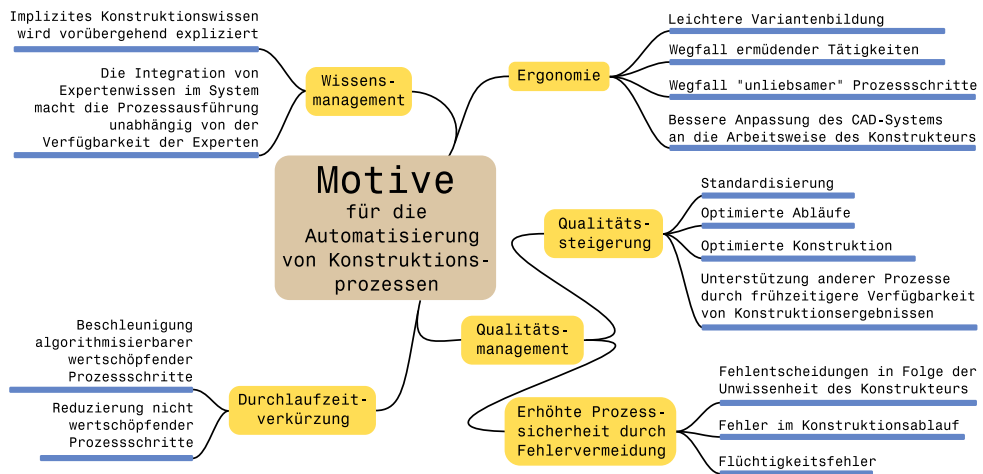 Motive
für die
Automatisierung
von Konstruktions-
prozessen
Wissens-
management
Implizites Konstruktionswissen
wird vorübergehend expliziert
Die Integration von
Expertenwissen im System
macht die Prozessausführung
unabhängig von der
Verfügbarkeit der Experten
Ergonomie
Leichtere Variantenbildung
Wegfall ermüdender Tätigkeiten
Wegfall "unliebsamer" Prozessschritte
Bessere Anpassung des CAD-Systems
an die Arbeitsweise des Konstrukteurs
Qualitäts-
management
Qualitäts-
steigerung
Standardisierung
Optimierte Abläufe
Optimierte Konstruktion
Unterstützung anderer Prozesse
durch frühzeitigere Verfügbarkeit
von Konstruktionsergebnissen
Erhöhte Prozess-
sicherheit durch
Fehlervermeidung
Fehlentscheidungen in Folge der
Unwissenheit des Konstrukteurs
Fehler im Konstruktionsablauf
Flüchtigkeitsfehler
Durchlaufzeit-
verkürzung
Beschleunigung
algorithmisierbarer
wertschöpfender
Prozessschritte
Reduzierung nicht
wertschöpfender
Prozessschritte